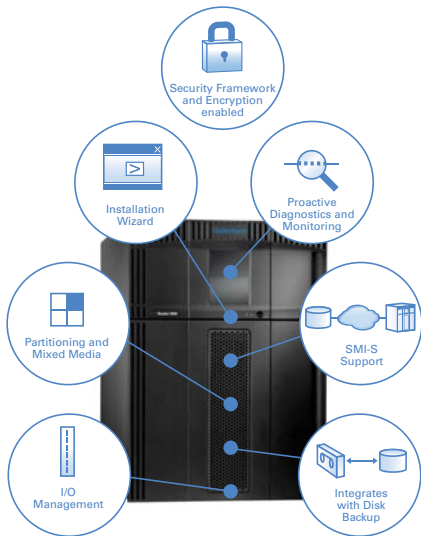 Security Framework
and Encryption
enabled
Installation
Wizard
Proactive
Diagnostics and
Monitoring
Quantum
Partitioning and
Mixed Media
SMI-S
Support
I/O
Management
Integrates
with Disk
Backup